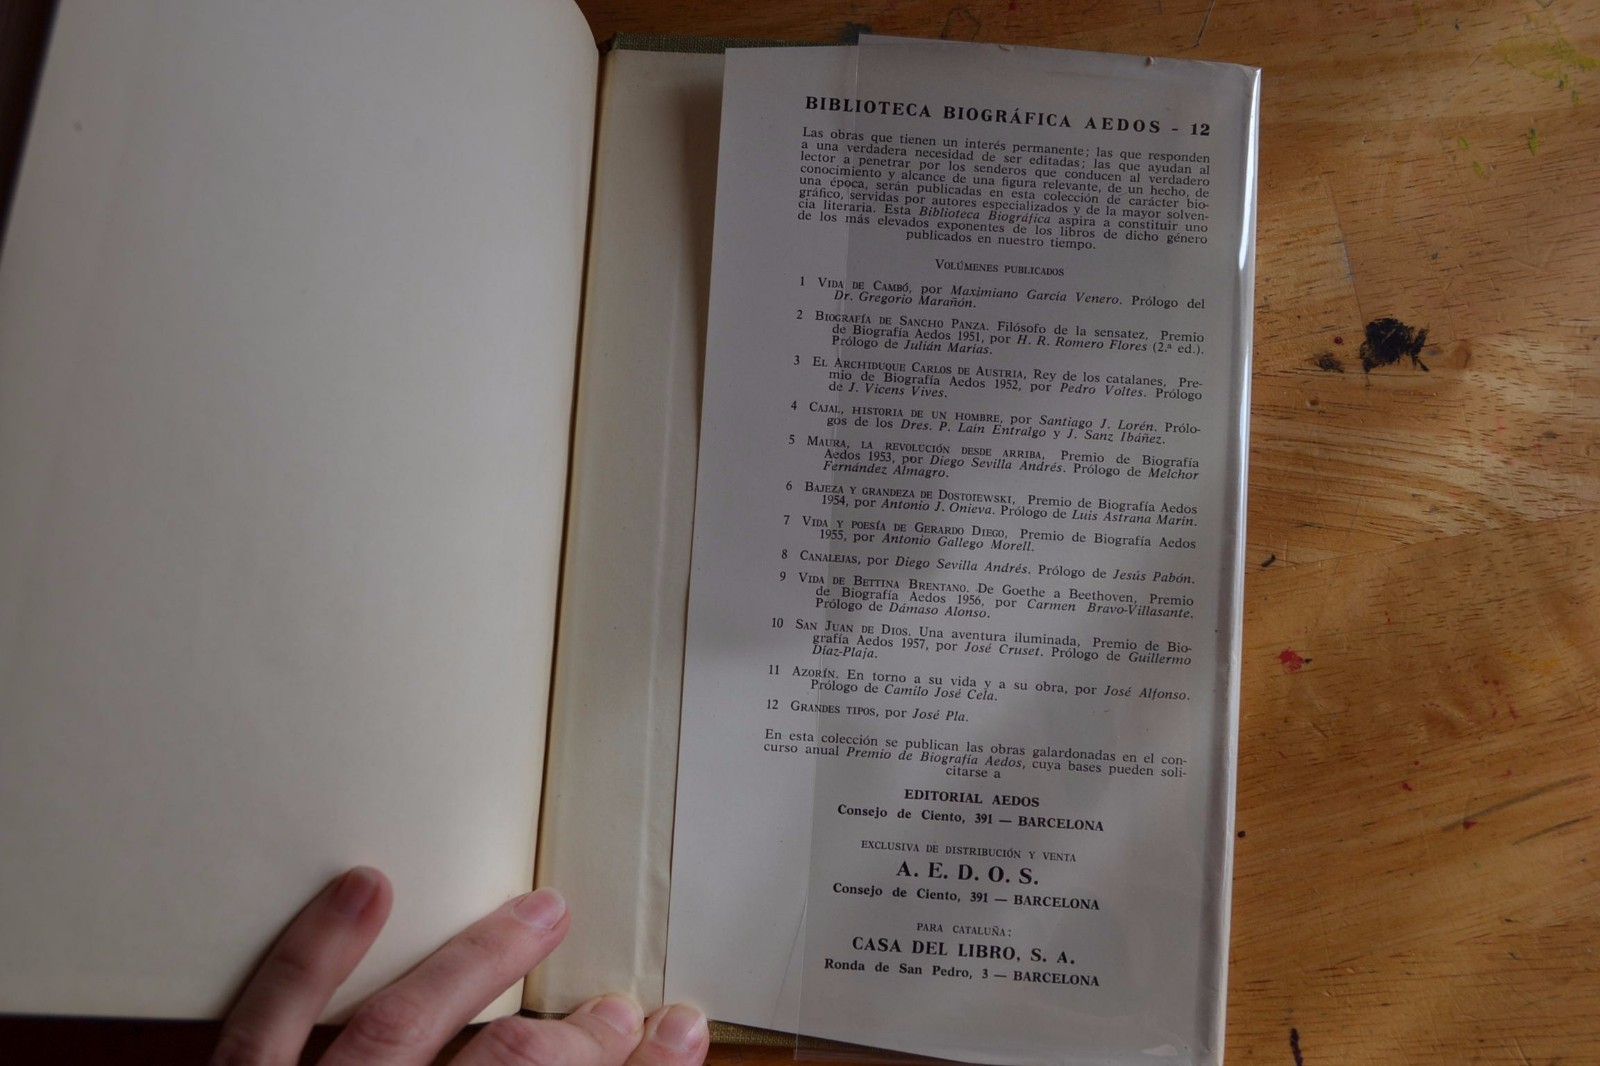 BIBLIOTECA BIOGRÁFICA AEDOS - 12
Las obras que tienen un interés permanente; las que responden
a una verdadera necesidad de ser editadas; las que ayudan al
lector a penetrar por los senderos que conducen al verdadero
conocimiento y alcance de una figura relevante, de un hecho, de
una época, serán publicadas en esta colección de carácter bio-
gráfico, servidas por autores especializados y de la mayor solven-
cia literaria. Esta Biblioteca Biográfica aspira a constituir uno
de los más elevados exponentes de los libros de dicho género
publicados en nuestro tiempo.
VOLÚMENES PUBLICADOS
1 VIDA DE CAMBÓ, por Maximiano García Venero. Prólogo del
Dr. Gregorio Marañón.
2 BIOGRAFÍA DE SANCHO PANZA. Filósofo de la sensatez, Premio
de Biografía Aedos 1951, por H. R. Romero Flores (2.ª ed.).
Prólogo de Julián Marías.
3 EL ARCHIDUQUE CARLOS DE AUSTRIA, Rey de los catalanes, Pre-
mio de Biografía Aedos 1952, por Pedro Voltes. Prólogo
de J. Vicens Vives.
4 CAJAL, HISTORIA DE UN HOMBRE, por Santiago J. Lorén. Prólo-
gos de los Dres. P. Laín Entralgo y J. Sanz Ibáñez.
5 MAURA, LA REVOLUCIÓN DESDE ARRIBA, Premio de Biografía
Aedos 1953, por Diego Sevilla Andrés. Prólogo de Melchor
Fernández Almagro.
6 BAJEZA Y GRANDEZA DE DOSTOIEWSKI, Premio de Biografía Aedos
1954, por Antonio J. Onieva. Prólogo de Luis Astrana Marín.
7 VIDA Y POESÍA DE GERARDO DIEGO, Premio de Biografía Aedos
1955, por Antonio Gallego Morell.
8 CANALEJAS, por Diego Sevilla Andrés. Prólogo de Jesús Pabón.
9 VIDA DE BETTINA BRENTANO. De Goethe a Beethoven, Premio
de Biografía Aedos 1956, por Carmen Bravo-Villasante.
Prólogo de Dámaso Alonso.
10 SAN JUAN DE DIOS. Una aventura iluminada, Premio de Bio-
grafía Aedos 1957, por José Cruset. Prólogo de Guillermo
Díaz-Plaja.
11 AZORÍN. En torno a su vida y a su obra, por José Alfonso.
Prólogo de Camilo José Cela.
12 GRANDES TIPOS, por José Pla.
En esta colección se publican las obras galardonadas en el con-
curso anual Premio de Biografía Aedos, cuya bases pueden soli-
citarse a
EDITORIAL AEDOS
Consejo de Ciento, 391 — BARCELONA
EXCLUSIVA DE DISTRIBUCIÓN Y VENTA
A. E. D. O. S.
Consejo de Ciento, 391 — BARCELONA
PARA CATALUÑA:
CASA DEL LIBRO, S. A.
Ronda de San Pedro, 3 — BARCELONA